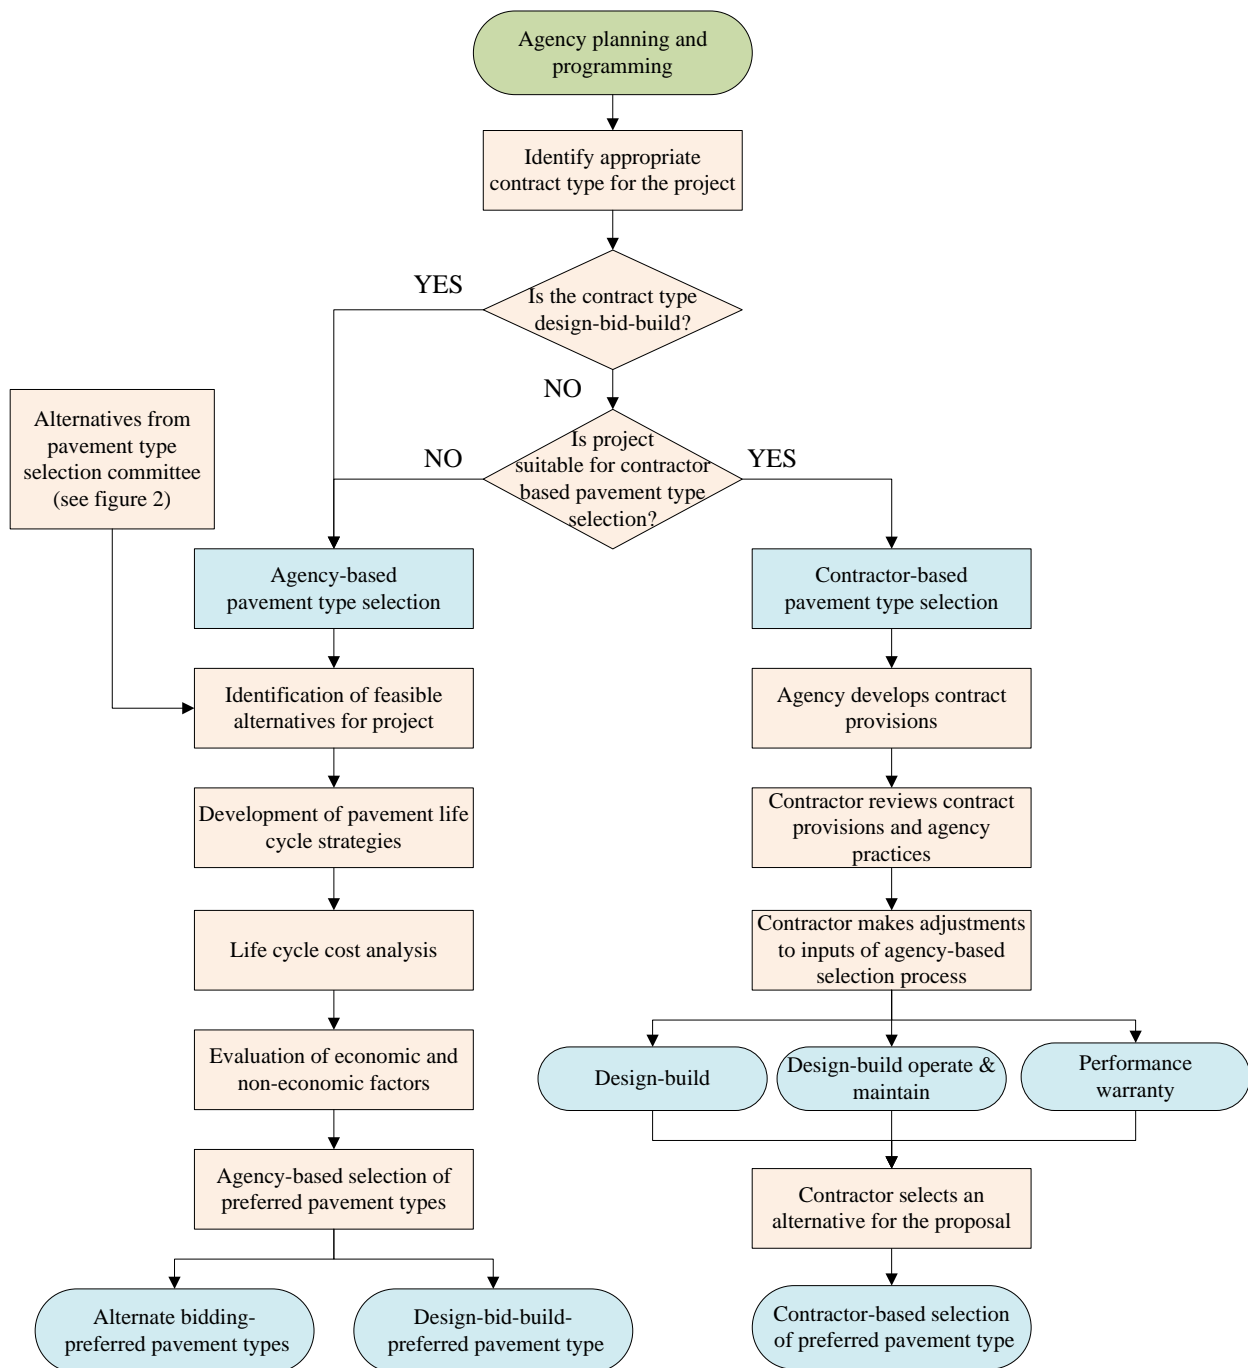 Agency planning and
programming
Identify appropriate
contract type for the project
YES
Is the contract type
design-bid-build?
NO
Alternatives from
pavement type
selection committee
(see figure 2)
NO
Is project
suitable for contractor
based pavement type
selection?
YES
Agency-based
pavement type selection
Contractor-based
pavement type selection
Identification of feasible
alternatives for project
Agency develops contract
provisions
Development of pavement life
cycle strategies
Contractor reviews contract
provisions and agency
practices
Life cycle cost analysis
Contractor makes adjustments
to inputs of agency-based
selection process
Evaluation of economic and
non-economic factors
Design-build
Design-build operate &
maintain
Performance
warranty
Agency-based selection of
preferred pavement types
Contractor selects an
alternative for the proposal
Alternate bidding-
preferred pavement types
Design-bid-build-
preferred pavement type
Contractor-based selection
of preferred pavement type